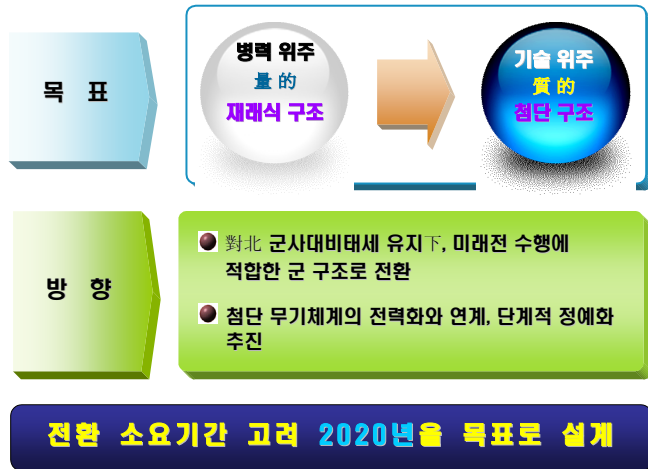 목 표
병력 위주
量 的
재래식 구조
기술 위주
質 的
첨단 구조
방 향
對北 군사대비태세 유지下, 미래전 수행에
적합한 군 구조로 전환
첨단 무기체계의 전력화와 연계, 단계적 정예화
추진
전환 소요기간 고려 2020년을 목표로 설계